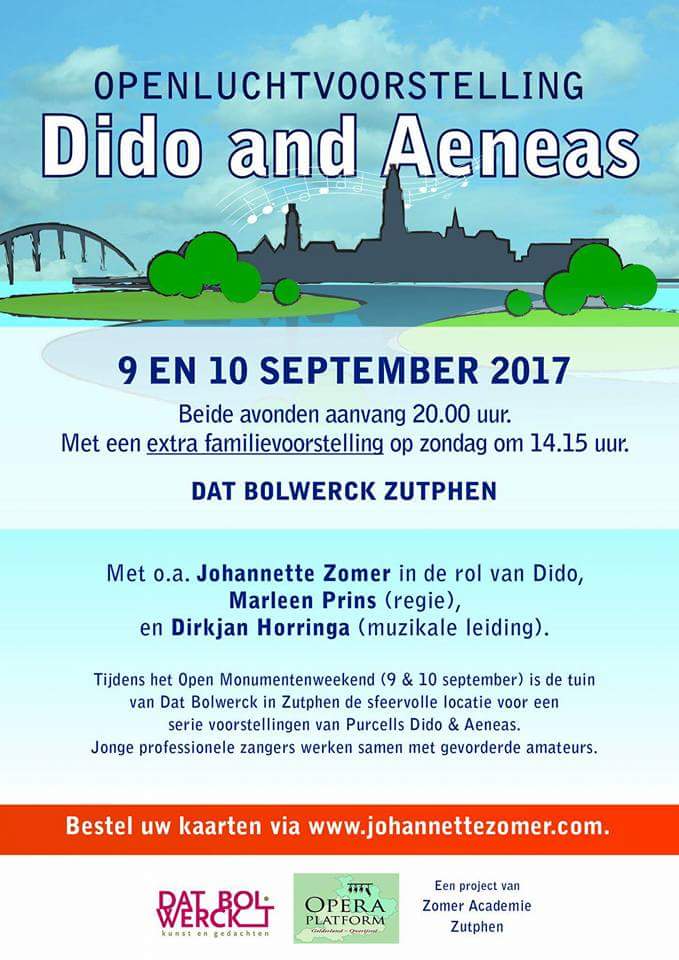 OPENLUCHTVOORSTELLING
Dido and Aeneas
9 EN 10 SEPTEMBER 2017
Beide avonden aanvang 20.00 uur.
Met een extra familievoorstelling op zondag om 14.15 uur.
DAT BOLWERCK ZUTPHEN
Met o.a. Johannette Zomer in de rol van Dido,
Marleen Prins (regie),
en Dirkjan Horringa (muzikale leiding).
Tijdens het Open Monumentenweekend (9 & 10 september) is de tuin
van Dat Bolwerck in Zutphen de sfeervolle locatie voor een
serie voorstellingen van Purcells Dido & Aeneas.
Jonge professionele zangers werken samen met gevorderde amateurs.
Bestel uw kaarten via www.johannettezomer.com.
DAT BOL-
WERCK
kunst en gedachten
OPERA
PLATFORM
Gelderland - Overijssel
Een project van
Zomer Academie
Zutphen